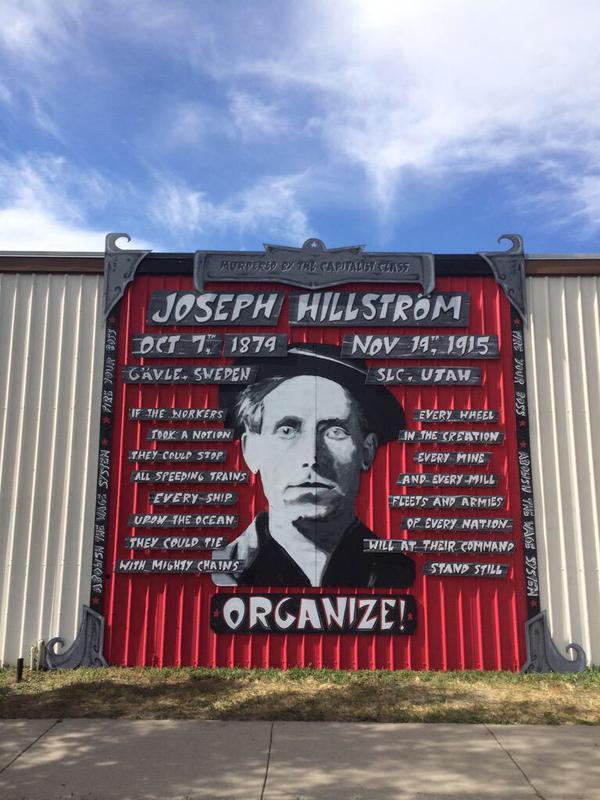 MURDERED BY THE CAPITALIST CLASS
JOSEPH HILLSTRÖM
OCT 7TH 1879
NOV 19TH, 1915
GÄVLE, SWEDEN
SLC, UTAH
IF THE WORKERS
TOOK A NOTION
THEY COULD STOP
ALL SPEEDING TRAINS
EVERY SHIP
UPON THE OCEAN
THEY COULD TIE
WITH MIGHTY CHAINS
EVERY WHEEL
IN THE CREATION
EVERY MINE
AND EVERY MILL
FLEETS AND ARMIES
OF EVERY NATION
WILL AT THEIR COMMAND
STAND STILL
ORGANIZE!
ABOLISH THE WAGE SYSTEM FIRE YOUR BOSS
FIRE YOUR BOSS ABOLISH THE WAGE SYSTEM